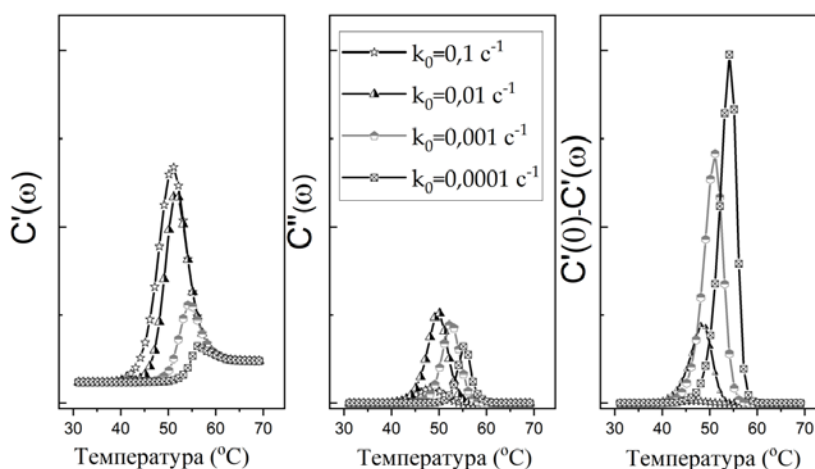 C'(ω)
30 40 50 60 70
Температура (°C)
C"(ω)
k₀=0,1 c⁻¹
k₀=0,01 c⁻¹
k₀=0,001 c⁻¹
k₀=0,0001 c⁻¹
30 40 50 60 70
Температура (°C)
C'(0)-C'(ω)
30 40 50 60 70
Температура (°C)